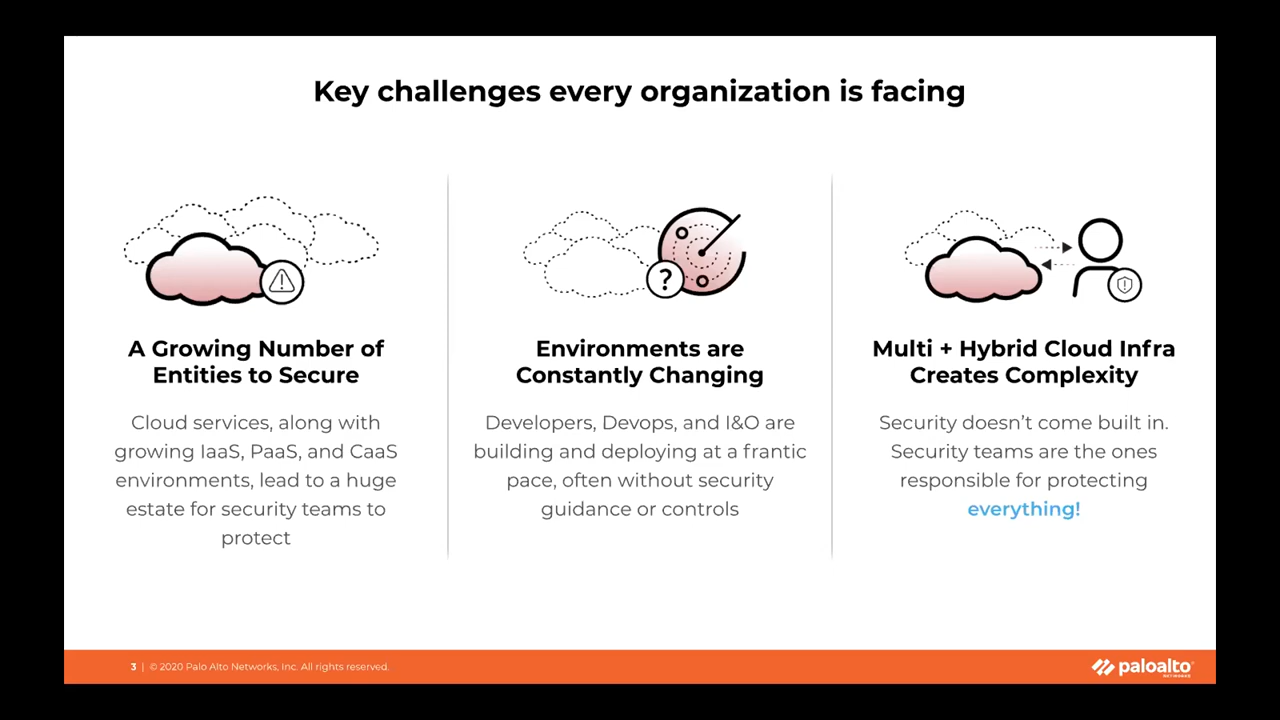 Key challenges every organization is facing
A Growing Number of
Entities to Secure
Cloud services, along with
growing IaaS, PaaS, and CaaS
environments, lead to a huge
estate for security teams to
protect
?
Environments are
Constantly Changing
Developers, Devops, and I&O are
building and deploying at a frantic
pace, often without security
guidance or controls
Multi + Hybrid Cloud Infra
Creates Complexity
Security doesn’t come built in.
Security teams are the ones
responsible for protecting
everything!
3 | © 2020 Palo Alto Networks, Inc. All rights reserved.
paloalto
NETWORKS